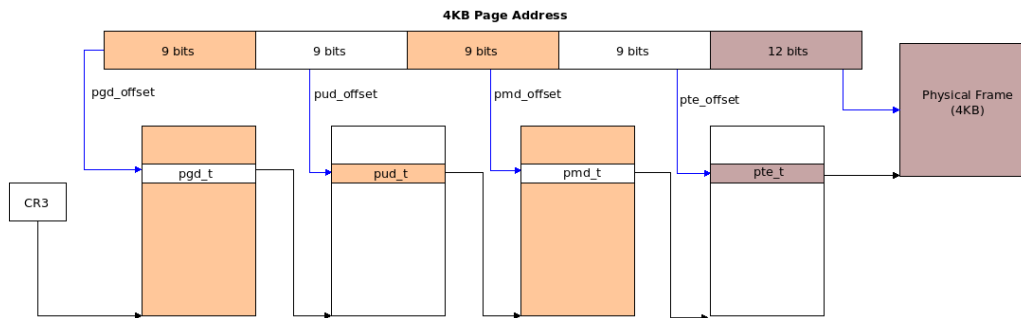 4KB Page Address
9 bits
9 bits
9 bits
9 bits
12 bits
pgd_offset
pud_offset
pmd_offset
pte_offset
Physical Frame
(4KB)
pgd_t
pud_t
pmd_t
pte_t
CR3